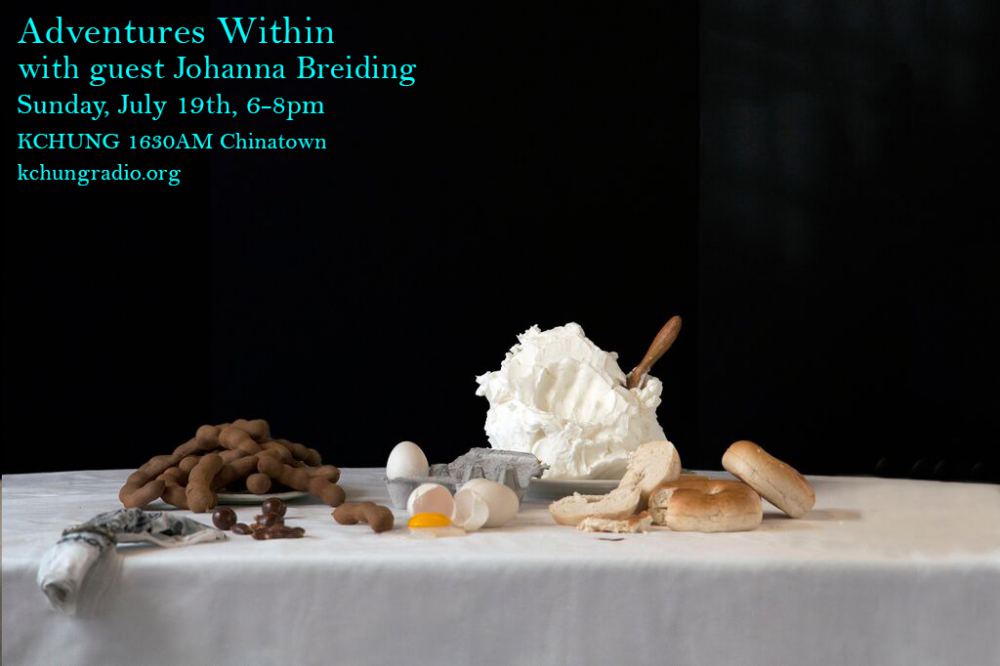 Adventures Within
with guest Johanna Breiding
Sunday, July 19th, 6-8pm
KCHUNG 1630AM Chinatown
kchungradio.org